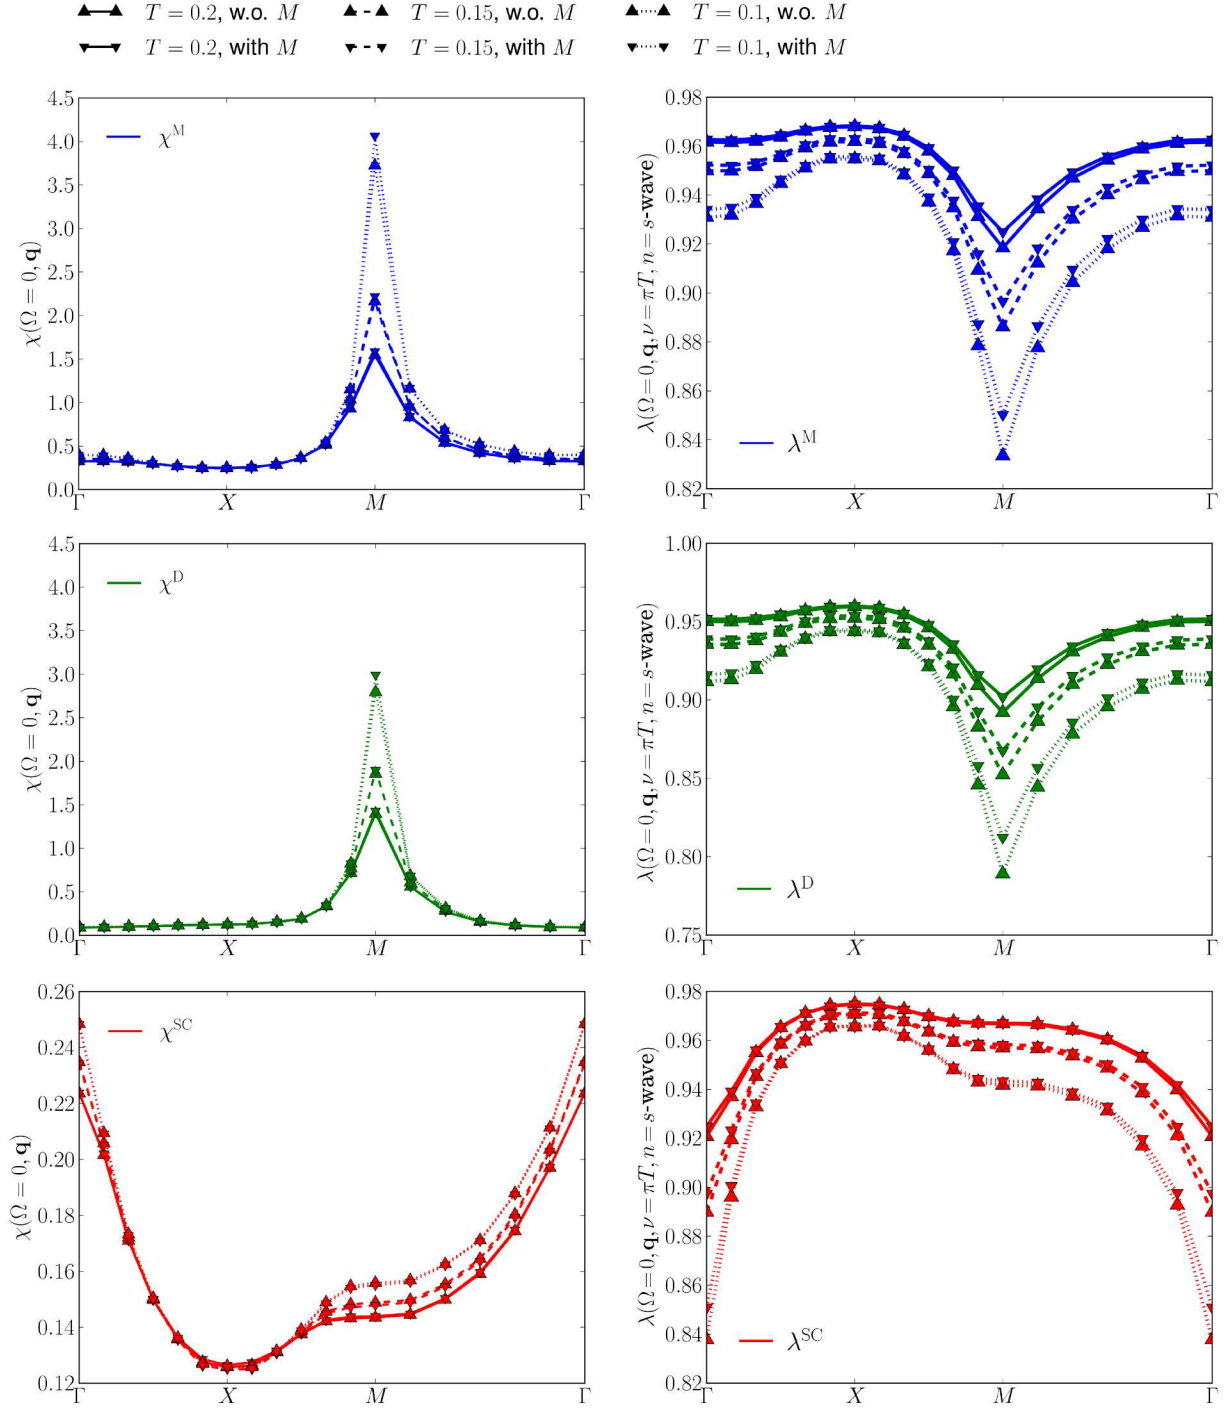 T = 0.2, w.o. M T = 0.15, w.o. M T = 0.1, w.o. M
T = 0.2, with M T = 0.15, with M T = 0.1, with M
χ(Ω = 0, q)
4.5
4.0
3.5
3.0
2.5
2.0
1.5
1.0
0.5
0.0
χ^M
Γ X M Γ
λ(Ω = 0, q, ν = πT, n = s-wave)
0.98
0.96
0.94
0.92
0.90
0.88
0.86
0.84
0.82
λ^M
Γ X M Γ
χ(Ω = 0, q)
4.5
4.0
3.5
3.0
2.5
2.0
1.5
1.0
0.5
0.0
χ^D
Γ X M Γ
λ(Ω = 0, q, ν = πT, n = s-wave)
1.00
0.95
0.90
0.85
0.80
0.75
λ^D
Γ X M Γ
χ(Ω = 0, q)
0.26
0.24
0.22
0.20
0.18
0.16
0.14
0.12
χ^SC
Γ X M Γ
λ(Ω = 0, q, ν = πT, n = s-wave)
0.98
0.96
0.94
0.92
0.90
0.88
0.86
0.84
0.82
λ^SC
Γ X M Γ